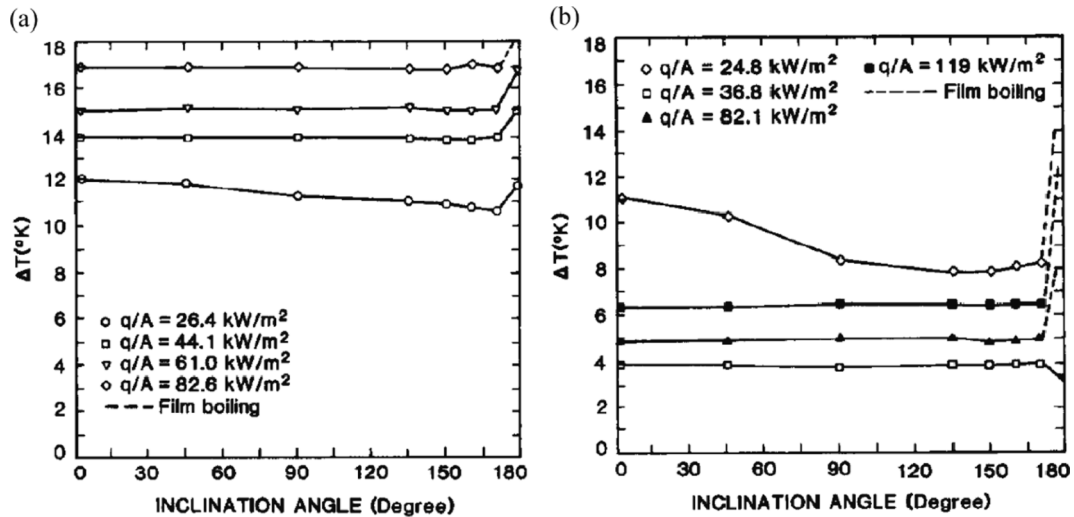 (a)
18
16
14
12
10
8
6
4
2
0
ΔT(°K)
○ q/A = 26.4 kW/m²
□ q/A = 44.1 kW/m²
▽ q/A = 61.0 kW/m²
◇ q/A = 82.6 kW/m²
--- Film boiling
0 30 60 90 120 150 180
INCLINATION ANGLE (Degree)
(b)
18
16
14
12
10
8
6
4
2
0
ΔT(°K)
◇ q/A = 24.8 kW/m² ■ q/A = 119 kW/m²
□ q/A = 36.8 kW/m² ---- Film boiling
▲ q/A = 82.1 kW/m²
0 30 60 90 120 150 180
INCLINATION ANGLE (Degree)